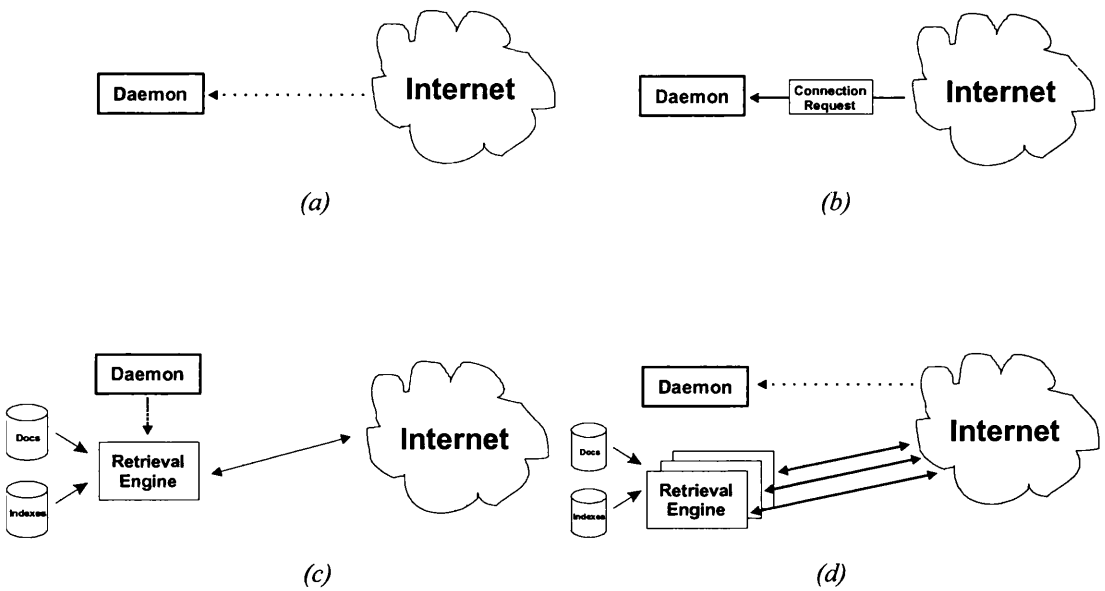 Daemon
Internet
(a)
Daemon
Connection
Request
Internet
(b)
Daemon
Docs
Indexes
Retrieval
Engine
Internet
(c)
Daemon
Docs
Indexes
Retrieval
Engine
Internet
(d)